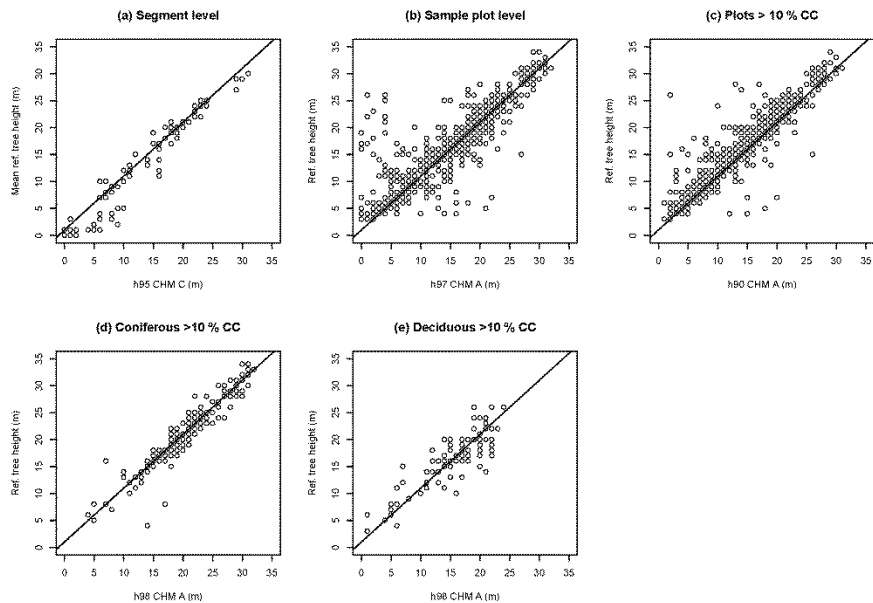 (a) Segment level
(b) Sample plot level
(c) Plots > 10 % CC
Mean ref. tree height (m)
35
30
25
20
15
10
5
0
0 5 10 15 20 25 30 35
h95 CHM C (m)
Ref. tree height (m)
35
30
25
20
15
10
5
0
0 5 10 15 20 25 30 35
h97 CHM A (m)
Ref. tree height (m)
35
30
25
20
15
10
5
0
0 5 10 15 20 25 30 35
h90 CHM A (m)
(d) Coniferous >10 % CC
(e) Deciduous >10 % CC
Ref. tree height (m)
35
30
25
20
15
10
5
0
0 5 10 15 20 25 30 35
h98 CHM A (m)
Ref. tree height (m)
35
30
25
20
15
10
5
0
0 5 10 15 20 25 30 35
h98 CHM A (m)